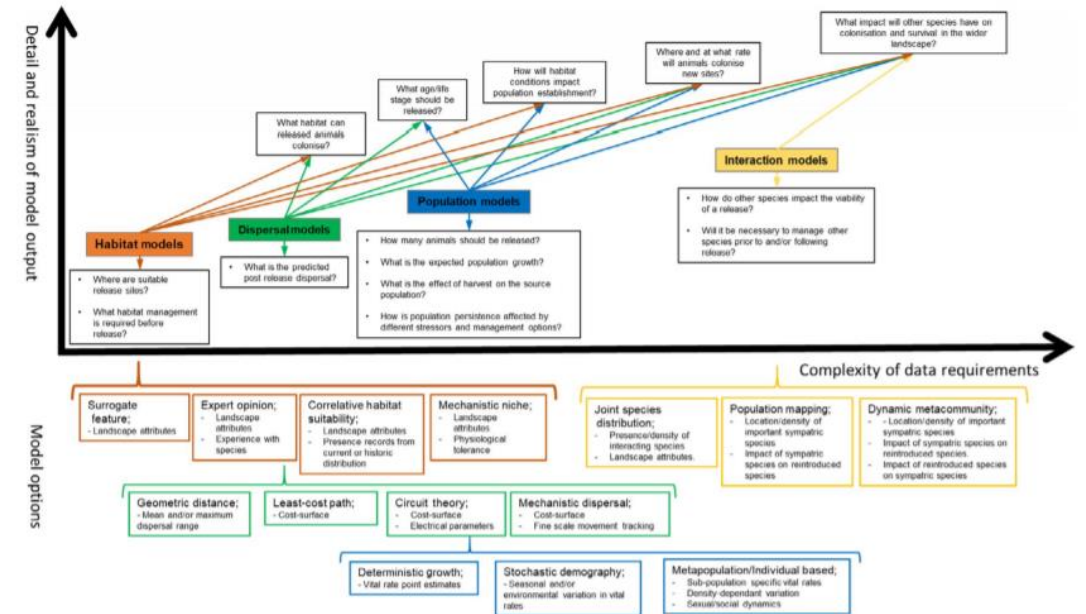 Detail and realism of model output
What impact will other species have on
colonisation and survival in the wider
landscape?
Where and at what rate
will animals colonise
new sites?
How will habitat
conditions impact
population establishment?
What age/life
stage should be
released?
What habitat can
released animals
colonise?
Interaction models
• How do other species impact the viability
of a release?
• Will it be necessary to manage other
species prior to and/or following
release?
Population models
• How many animals should be released?
• What is the expected population growth?
• What is the effect of harvest on the source
population?
• How is population persistence affected by
different stressors and management options?
Dispersal models
• What is the predicted
post release dispersal?
Habitat models
• Where are suitable
release sites?
• What habitat management
is required before
release?
Complexity of data requirements
Model options
Surrogate
feature;
- Landscape attributes
Expert opinion;
- Landscape
attributes
- Experience with
species
Correlative habitat
suitability;
- Landscape attributes
- Presence records from
current or historic
distribution
Mechanistic niche;
- Landscape
attributes
- Physiological
tolerance
Joint species
distribution;
- Presence/density of
interacting species
- Landscape attributes.
Population mapping;
- Location/density of
important sympatric
species
- Impact of sympatric
species on reintroduced
species
Dynamic metacommunity;
- - Location/density of important
sympatric species
- Impact of sympatric species on
reintroduced species.
- Impact of reintroduced species
on sympatric species
Geometric distance;
- Mean and/or maximum
dispersal range
Least-cost path;
- Cost-surface
Circuit theory;
- Cost-surface
- Electrical parameters
Mechanistic dispersal;
- Cost-surface
- Fine scale movement tracking
Deterministic growth;
- Vital rate point estimates
Stochastic demography;
- Seasonal and/or
environmental variation in vital
rates
Metapopulation/Individual based;
- Sub-population specific vital rates
- Density-dependant variation
- Sexual/social dynamics